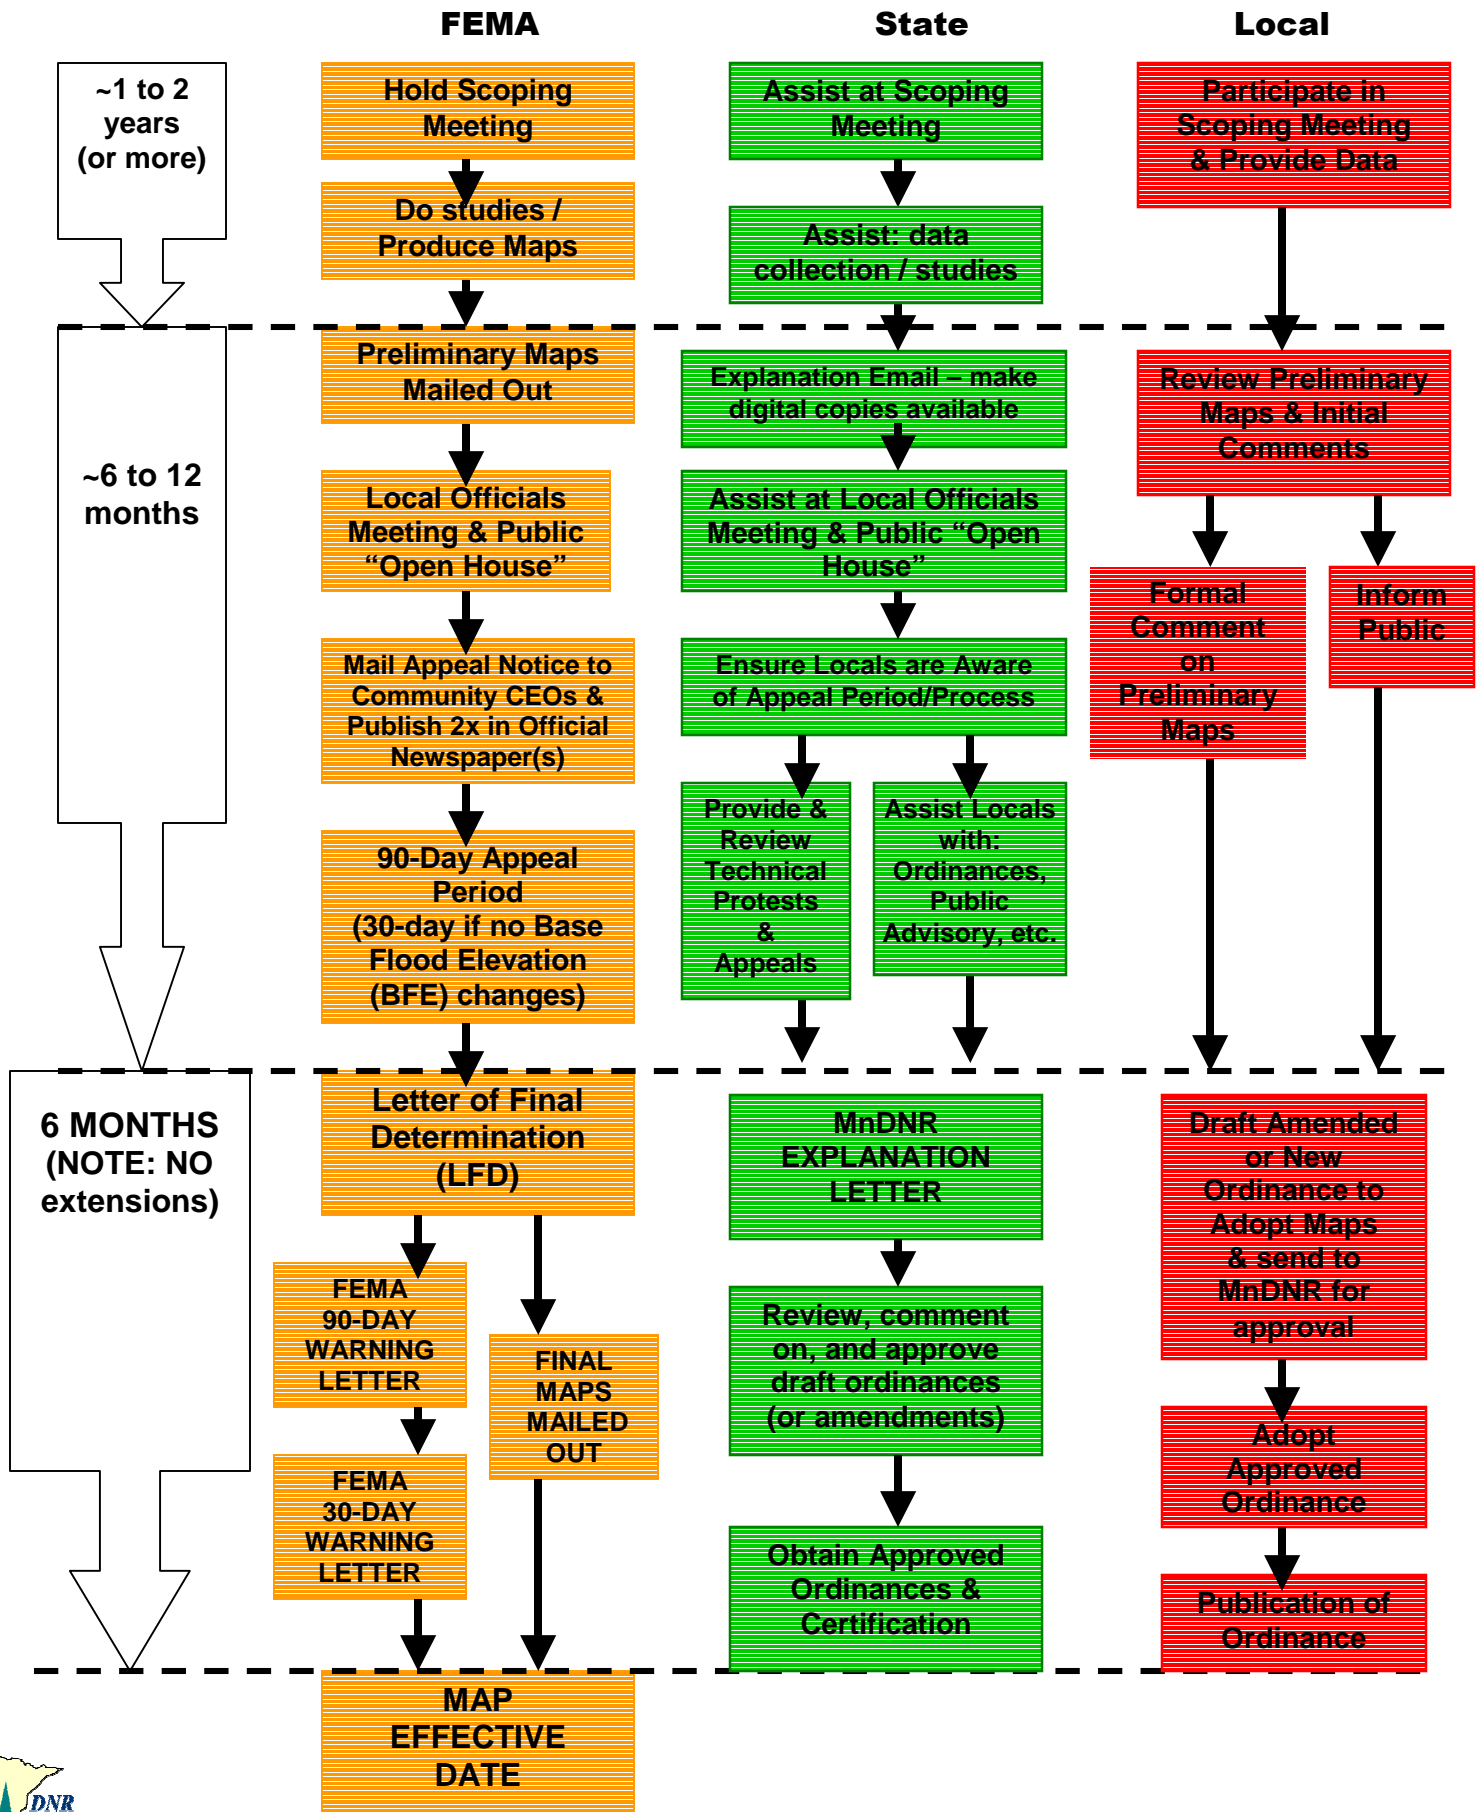 FEMA
State
Local
~1 to 2
years
(or more)
Hold Scoping
Meeting
Assist at Scoping
Meeting
Participate in
Scoping Meeting
& Provide Data
Do studies /
Produce Maps
Assist: data
collection / studies
~6 to 12
months
Preliminary Maps
Mailed Out
Explanation Email – make
digital copies available
Review Preliminary
Maps & Initial
Comments
Local Officials
Meeting & Public
“Open House”
Assist at Local Officials
Meeting & Public “Open
House”
Formal
Comment
on
Preliminary
Maps
Inform
Public
Mail Appeal Notice to
Community CEOs &
Publish 2x in Official
Newspaper(s)
Ensure Locals are Aware
of Appeal Period/Process
90-Day Appeal
Period
(30-day if no Base
Flood Elevation
(BFE) changes)
Provide &
Review
Technical
Protests
&
Appeals
Assist Locals
with:
Ordinances,
Public
Advisory, etc.
6 MONTHS
(NOTE: NO
extensions)
Letter of Final
Determination
(LFD)
MnDNR
EXPLANATION
LETTER
Draft Amended
or New
Ordinance to
Adopt Maps
& send to
MnDNR for
approval
FEMA
90-DAY
WARNING
LETTER
FINAL
MAPS
MAILED
OUT
Review, comment
on, and approve
draft ordinances
(or amendments)
Adopt
Approved
Ordinance
FEMA
30-DAY
WARNING
LETTER
Obtain Approved
Ordinances &
Certification
Publication of
Ordinance
MAP
EFFECTIVE
DATE
DNR